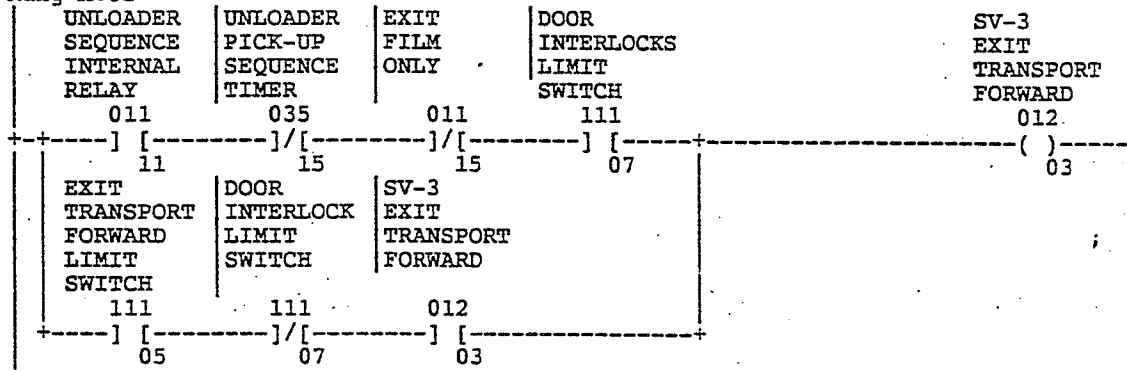 UNLOADER |UNLOADER |EXIT |DOOR SV-3
SEQUENCE |PICK-UP |FILM |INTERLOCKS EXIT
INTERNAL |SEQUENCE |ONLY |LIMIT TRANSPORT
RELAY |TIMER | |SWITCH FORWARD
011 035 011 111 012
+-+-----] [---------]/[---------]/[---------] [-----+-----------------------------( )-----
11 15 15 07 03
EXIT |DOOR |SV-3
TRANSPORT |INTERLOCK |EXIT
FORWARD |LIMIT |TRANSPORT
LIMIT |SWITCH |FORWARD
SWITCH
111 111 012
+-----] [---------]/[---------] [---------------+
05 07 03